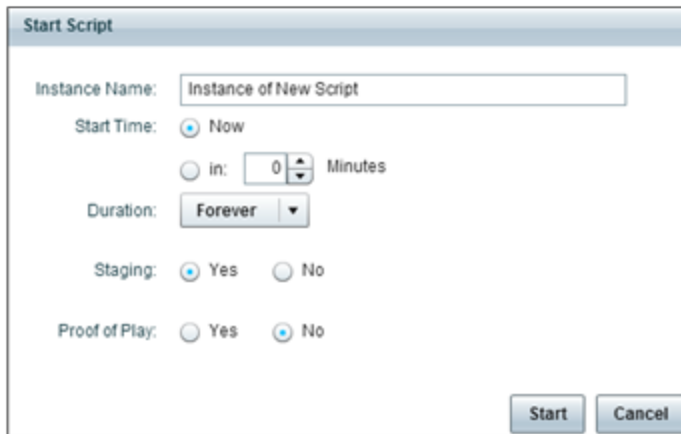 Start Script
Instance Name: Instance of New Script
Start Time: Now
in: 0 Minutes
Duration: Forever
Staging: Yes No
Proof of Play: Yes No
Start Cancel